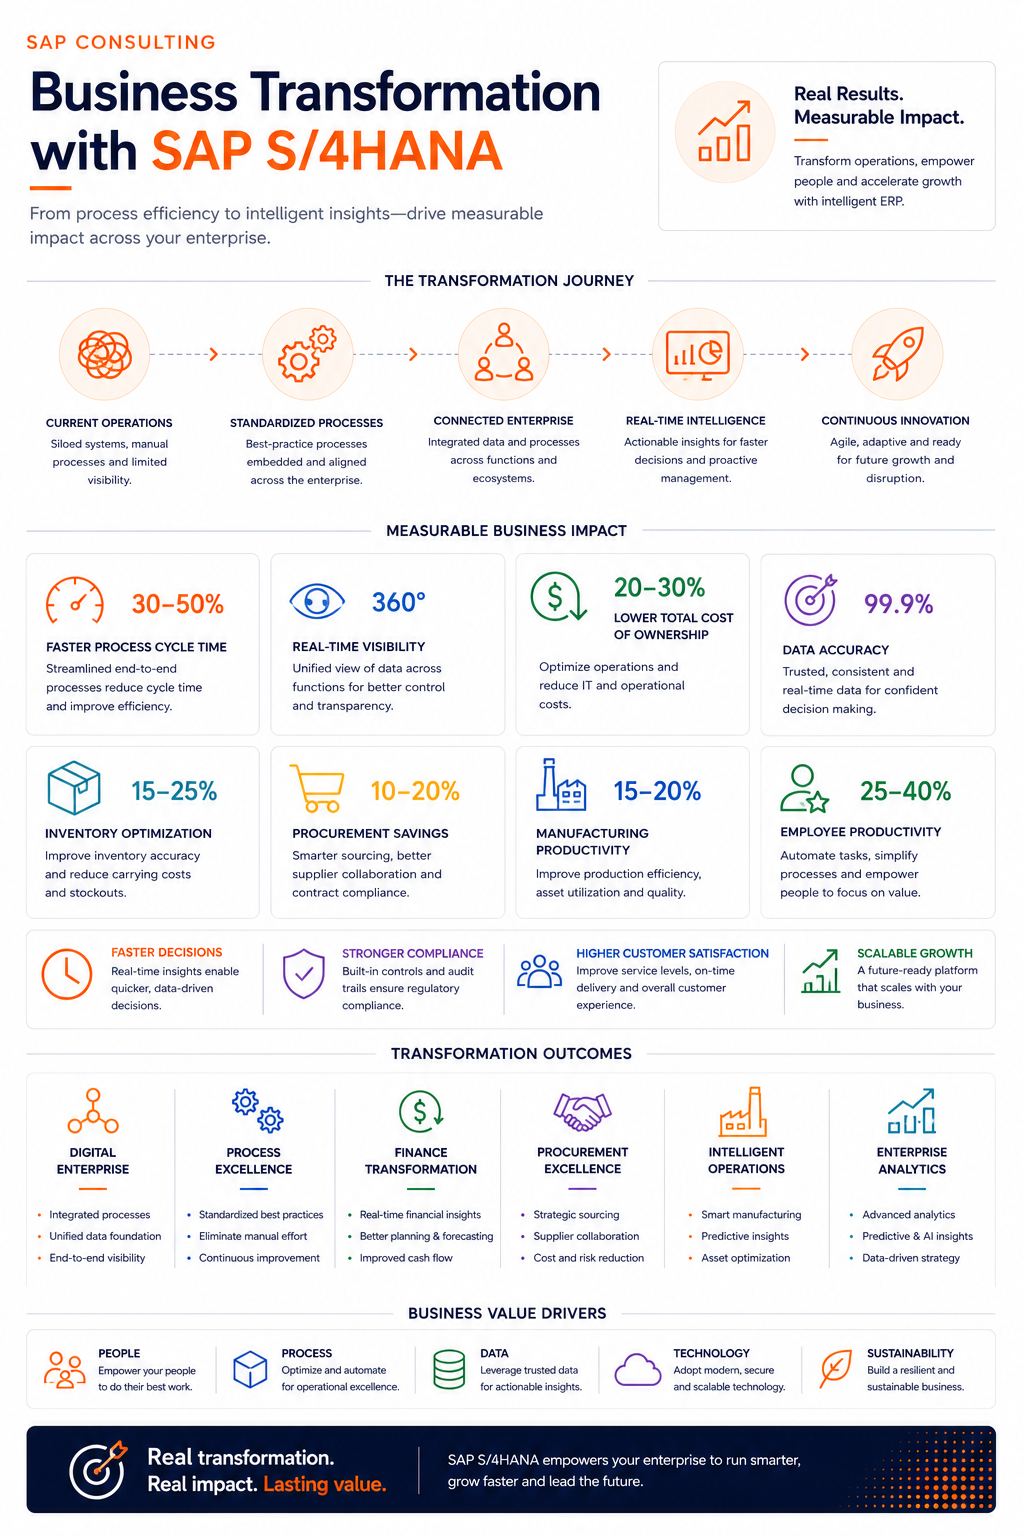 SAP CONSULTING
Business Transformation
with SAP S/4HANA
From process efficiency to intelligent insights—drive measurable
impact across your enterprise.
Real Results.
Measurable Impact.
Transform operations, empower
people and accelerate growth
with intelligent ERP.
THE TRANSFORMATION JOURNEY
CURRENT OPERATIONS
Siloed systems, manual
processes and limited
visibility.
STANDARDIZED PROCESSES
Best-practice processes
embedded and aligned
across the enterprise.
CONNECTED ENTERPRISE
Integrated data and processes
across functions and
ecosystems.
REAL-TIME INTELLIGENCE
Actionable insights for faster
decisions and proactive
management.
CONTINUOUS INNOVATION
Agile, adaptive and ready
for future growth and
disruption.
MEASURABLE BUSINESS IMPACT
30–50%
FASTER PROCESS CYCLE TIME
Streamlined end-to-end
processes reduce cycle time
and improve efficiency.
360°
REAL-TIME VISIBILITY
Unified view of data across
functions for better control
and transparency.
$
20–30%
LOWER TOTAL COST
OF OWNERSHIP
Optimize operations and
reduce IT and operational
costs.
99.9%
DATA ACCURACY
Trusted, consistent and
real-time data for confident
decision making.
15–25%
INVENTORY OPTIMIZATION
Improve inventory accuracy
and reduce carrying costs
and stockouts.
10–20%
PROCUREMENT SAVINGS
Smarter sourcing, better
supplier collaboration and
contract compliance.
15–20%
MANUFACTURING
PRODUCTIVITY
Improve production efficiency,
asset utilization and quality.
25–40%
EMPLOYEE PRODUCTIVITY
Automate tasks, simplify
processes and empower
people to focus on value.
FASTER DECISIONS
Real-time insights enable
quicker, data-driven
decisions.
STRONGER COMPLIANCE
Built-in controls and audit
trails ensure regulatory
compliance.
HIGHER CUSTOMER SATISFACTION
Improve service levels, on-time
delivery and overall customer
experience.
SCALABLE GROWTH
A future-ready platform
that scales with your
business.
TRANSFORMATION OUTCOMES
DIGITAL
ENTERPRISE
• Integrated processes
• Unified data foundation
• End-to-end visibility
PROCESS
EXCELLENCE
• Standardized best practices
• Eliminate manual effort
• Continuous improvement
$
FINANCE
TRANSFORMATION
• Real-time financial insights
• Better planning & forecasting
• Improved cash flow
PROCUREMENT
EXCELLENCE
• Strategic sourcing
• Supplier collaboration
• Cost and risk reduction
INTELLIGENT
OPERATIONS
• Smart manufacturing
• Predictive insights
• Asset optimization
ENTERPRISE
ANALYTICS
• Advanced analytics
• Predictive & AI insights
• Data-driven strategy
BUSINESS VALUE DRIVERS
PEOPLE
Empower your people
to do their best work.
PROCESS
Optimize and automate
for operational excellence.
DATA
Leverage trusted data
for actionable insights.
TECHNOLOGY
Adopt modern, secure
and scalable technology.
SUSTAINABILITY
Build a resilient and
sustainable business.
Real transformation.
Real impact. Lasting value.
SAP S/4HANA empowers your enterprise to run smarter,
grow faster and lead the future.